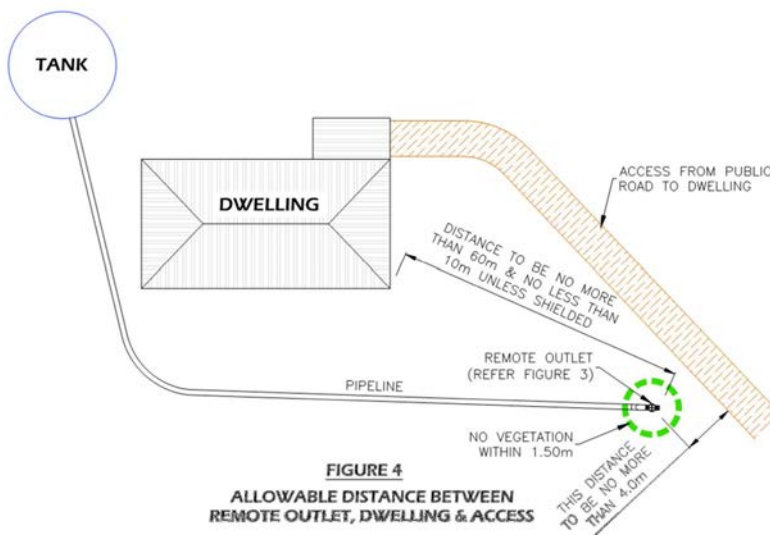 TANK
DWELLING
ACCESS FROM PUBLIC
ROAD TO DWELLING
DISTANCE TO BE NO MORE
THAN 60m & NO LESS THAN
10m UNLESS SHIELDED
REMOTE OUTLET
(REFER FIGURE 3)
PIPELINE
NO VEGETATION
WITHIN 1.50m
THIS DISTANCE
TO BE NO MORE
THAN 4.0m
FIGURE 4
ALLOWABLE DISTANCE BETWEEN
REMOTE OUTLET, DWELLING & ACCESS